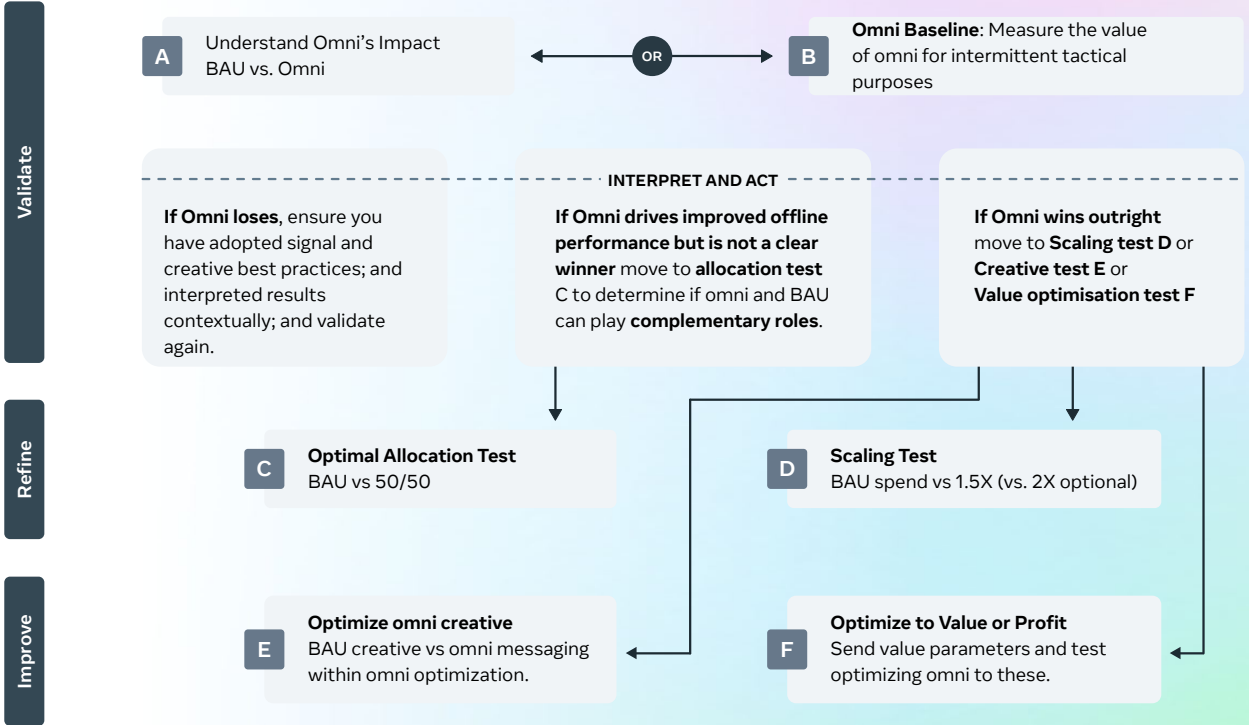 Validate
A
Understand Omni's Impact
BAU vs. Omni
OR
B
Omni Baseline: Measure the value
of omni for intermittent tactical
purposes
INTERPRET AND ACT
If Omni loses, ensure you
have adopted signal and
creative best practices; and
interpreted results
contextually; and validate
again.
If Omni drives improved offline
performance but is not a clear
winner move to allocation test
C to determine if omni and BAU
can play complementary roles.
If Omni wins outright
move to Scaling test D or
Creative test E or
Value optimisation test F
Refine
C
Optimal Allocation Test
BAU vs 50/50
D
Scaling Test
BAU spend vs 1.5X (vs. 2X optional)
Improve
E
Optimize omni creative
BAU creative vs omni messaging
within omni optimization.
F
Optimize to Value or Profit
Send value parameters and test
optimizing omni to these.